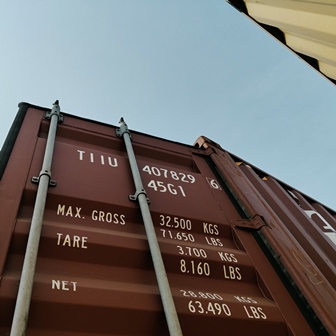 TIIU 407829 6
45G1
MAX. GROSS 32.500 KGS
71.650 LBS
TARE 3.700 KGS
8.160 LBS
NET 28.800 KGS
63.490 LBS